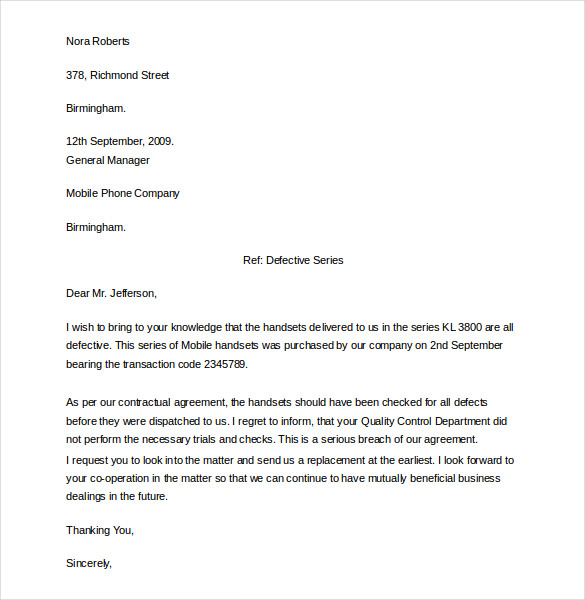 Nora Roberts
378, Richmond Street
Birmingham.
12th September, 2009.
General Manager
Mobile Phone Company
Birmingham.
Ref: Defective Series
Dear Mr. Jefferson,
I wish to bring to your knowledge that the handsets delivered to us in the series KL 3800 are all
defective. This series of Mobile handsets was purchased by our company on 2nd September
bearing the transaction code 2345789.
As per our contractual agreement, the handsets should have been checked for all defects
before they were dispatched to us. I regret to inform, that your Quality Control Department did
not perform the necessary trials and checks. This is a serious breach of our agreement.
I request you to look into the matter and send us a replacement at the earliest. I look forward to
your co-operation in the matter so that we can continue to have mutually beneficial business
dealings in the future.
Thanking You,
Sincerely,